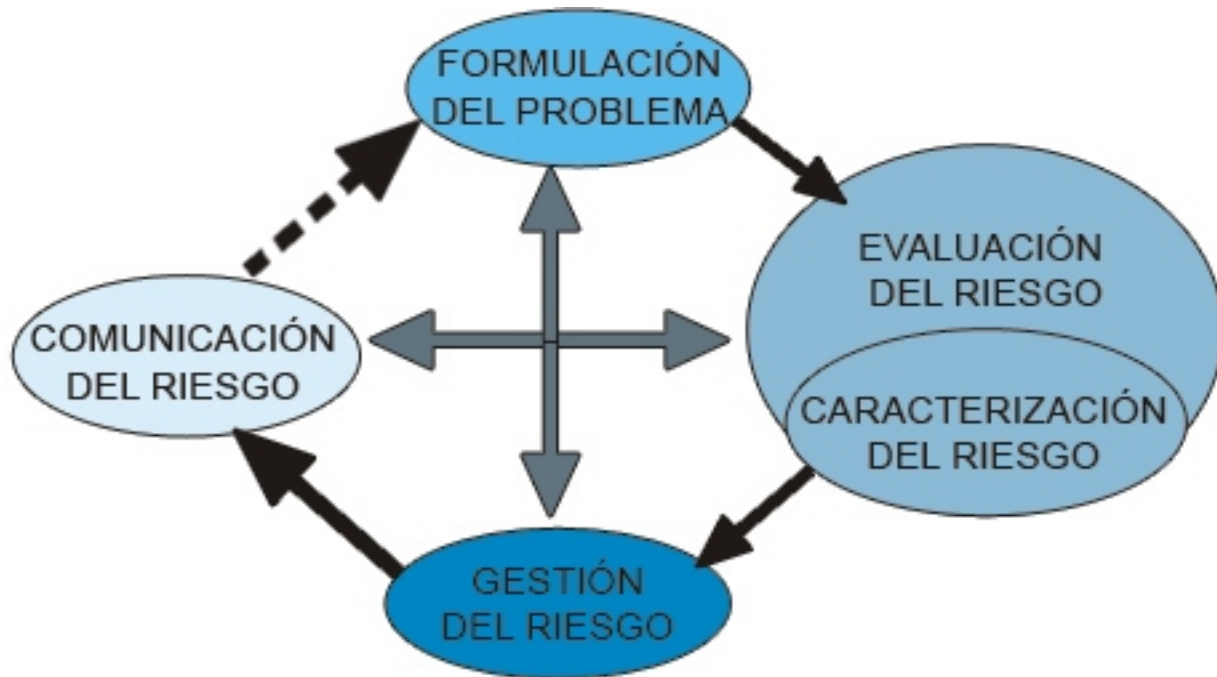 FORMULACIÓN
DEL PROBLEMA
EVALUACIÓN
DEL RIESGO
CARACTERIZACIÓN
DEL RIESGO
GESTIÓN
DEL RIESGO
COMUNICACIÓN
DEL RIESGO